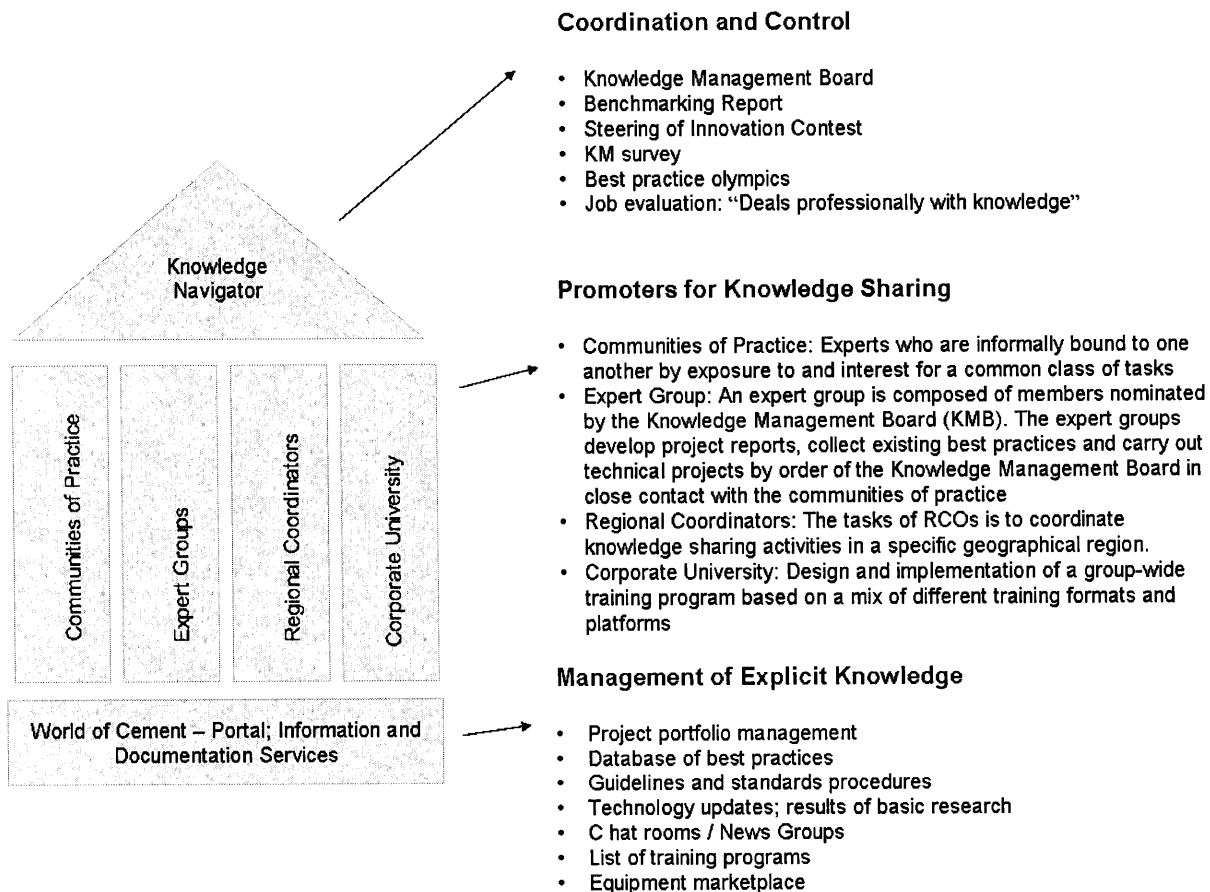 Coordination and Control
• Knowledge Management Board
• Benchmarking Report
• Steering of Innovation Contest
• KM survey
• Best practice olympics
• Job evaluation: “Deals professionally with knowledge”
Knowledge
Navigator
Promoters for Knowledge Sharing
• Communities of Practice: Experts who are informally bound to one
another by exposure to and interest for a common class of tasks
• Expert Group: An expert group is composed of members nominated
by the Knowledge Management Board (KMB). The expert groups
develop project reports, collect existing best practices and carry out
technical projects by order of the Knowledge Management Board in
close contact with the communities of practice
• Regional Coordinators: The tasks of RCOs is to coordinate
knowledge sharing activities in a specific geographical region.
• Corporate University: Design and implementation of a group-wide
training program based on a mix of different training formats and
platforms
Communities of Practice
Expert Groups
Regional Coordinators
Corporate University
Management of Explicit Knowledge
World of Cement – Portal; Information and
Documentation Services
• Project portfolio management
• Database of best practices
• Guidelines and standards procedures
• Technology updates; results of basic research
• C hat rooms / News Groups
• List of training programs
• Equipment marketplace